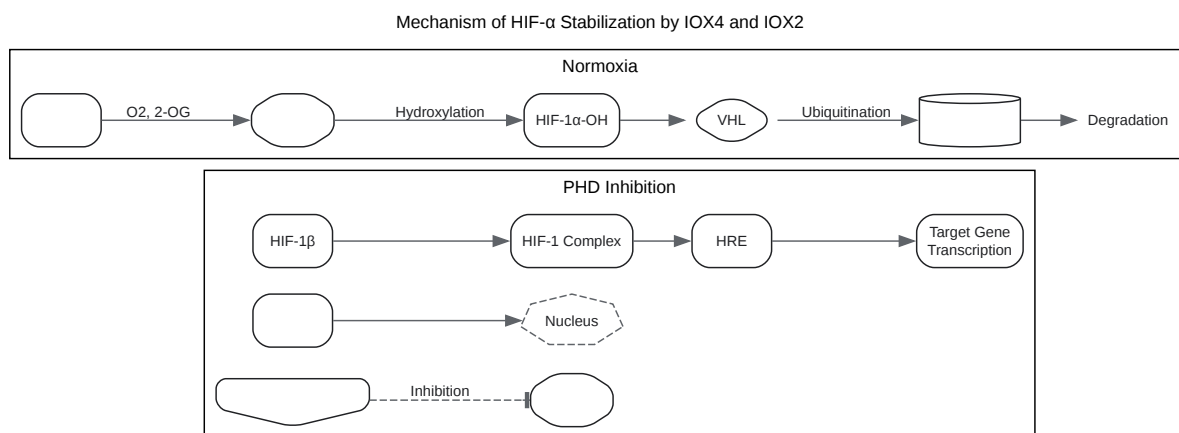 Mechanism of HIF-α Stabilization by IOX4 and IOX2
Normoxia
O2, 2-OG
Hydroxylation
HIF-1α-OH
VHL
Ubiquitination
Degradation
PHD Inhibition
HIF-1β
HIF-1 Complex
HRE
Target Gene
Transcription
Nucleus
Inhibition